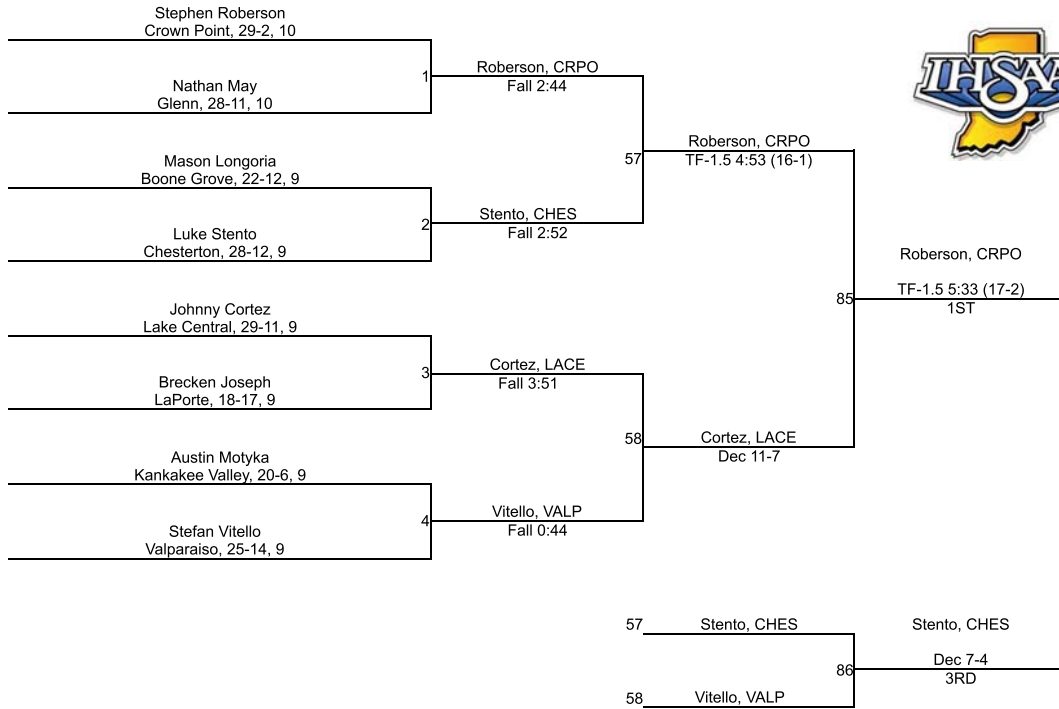 Stephen Roberson
Crown Point, 29-2, 10
1
Roberson, CRPO
Fall 2:44
Nathan May
Glenn, 28-11, 10
57
Roberson, CRPO
TF-1.5 4:53 (16-1)
IHSAA
Mason Longoria
Boone Grove, 22-12, 9
2
Stento, CHES
Fall 2:52
Luke Stento
Chesterton, 28-12, 9
85
Roberson, CRPO
TF-1.5 5:33 (17-2)
1ST
Johnny Cortez
Lake Central, 29-11, 9
3
Cortez, LACE
Fall 3:51
Brecken Joseph
LaPorte, 18-17, 9
58
Cortez, LACE
Dec 11-7
Austin Motyka
Kankakee Valley, 20-6, 9
4
Vitello, VALP
Fall 0:44
Stefan Vitello
Valparaiso, 25-14, 9
57
Stento, CHES
86
Stento, CHES
Dec 7-4
3RD
58
Vitello, VALP